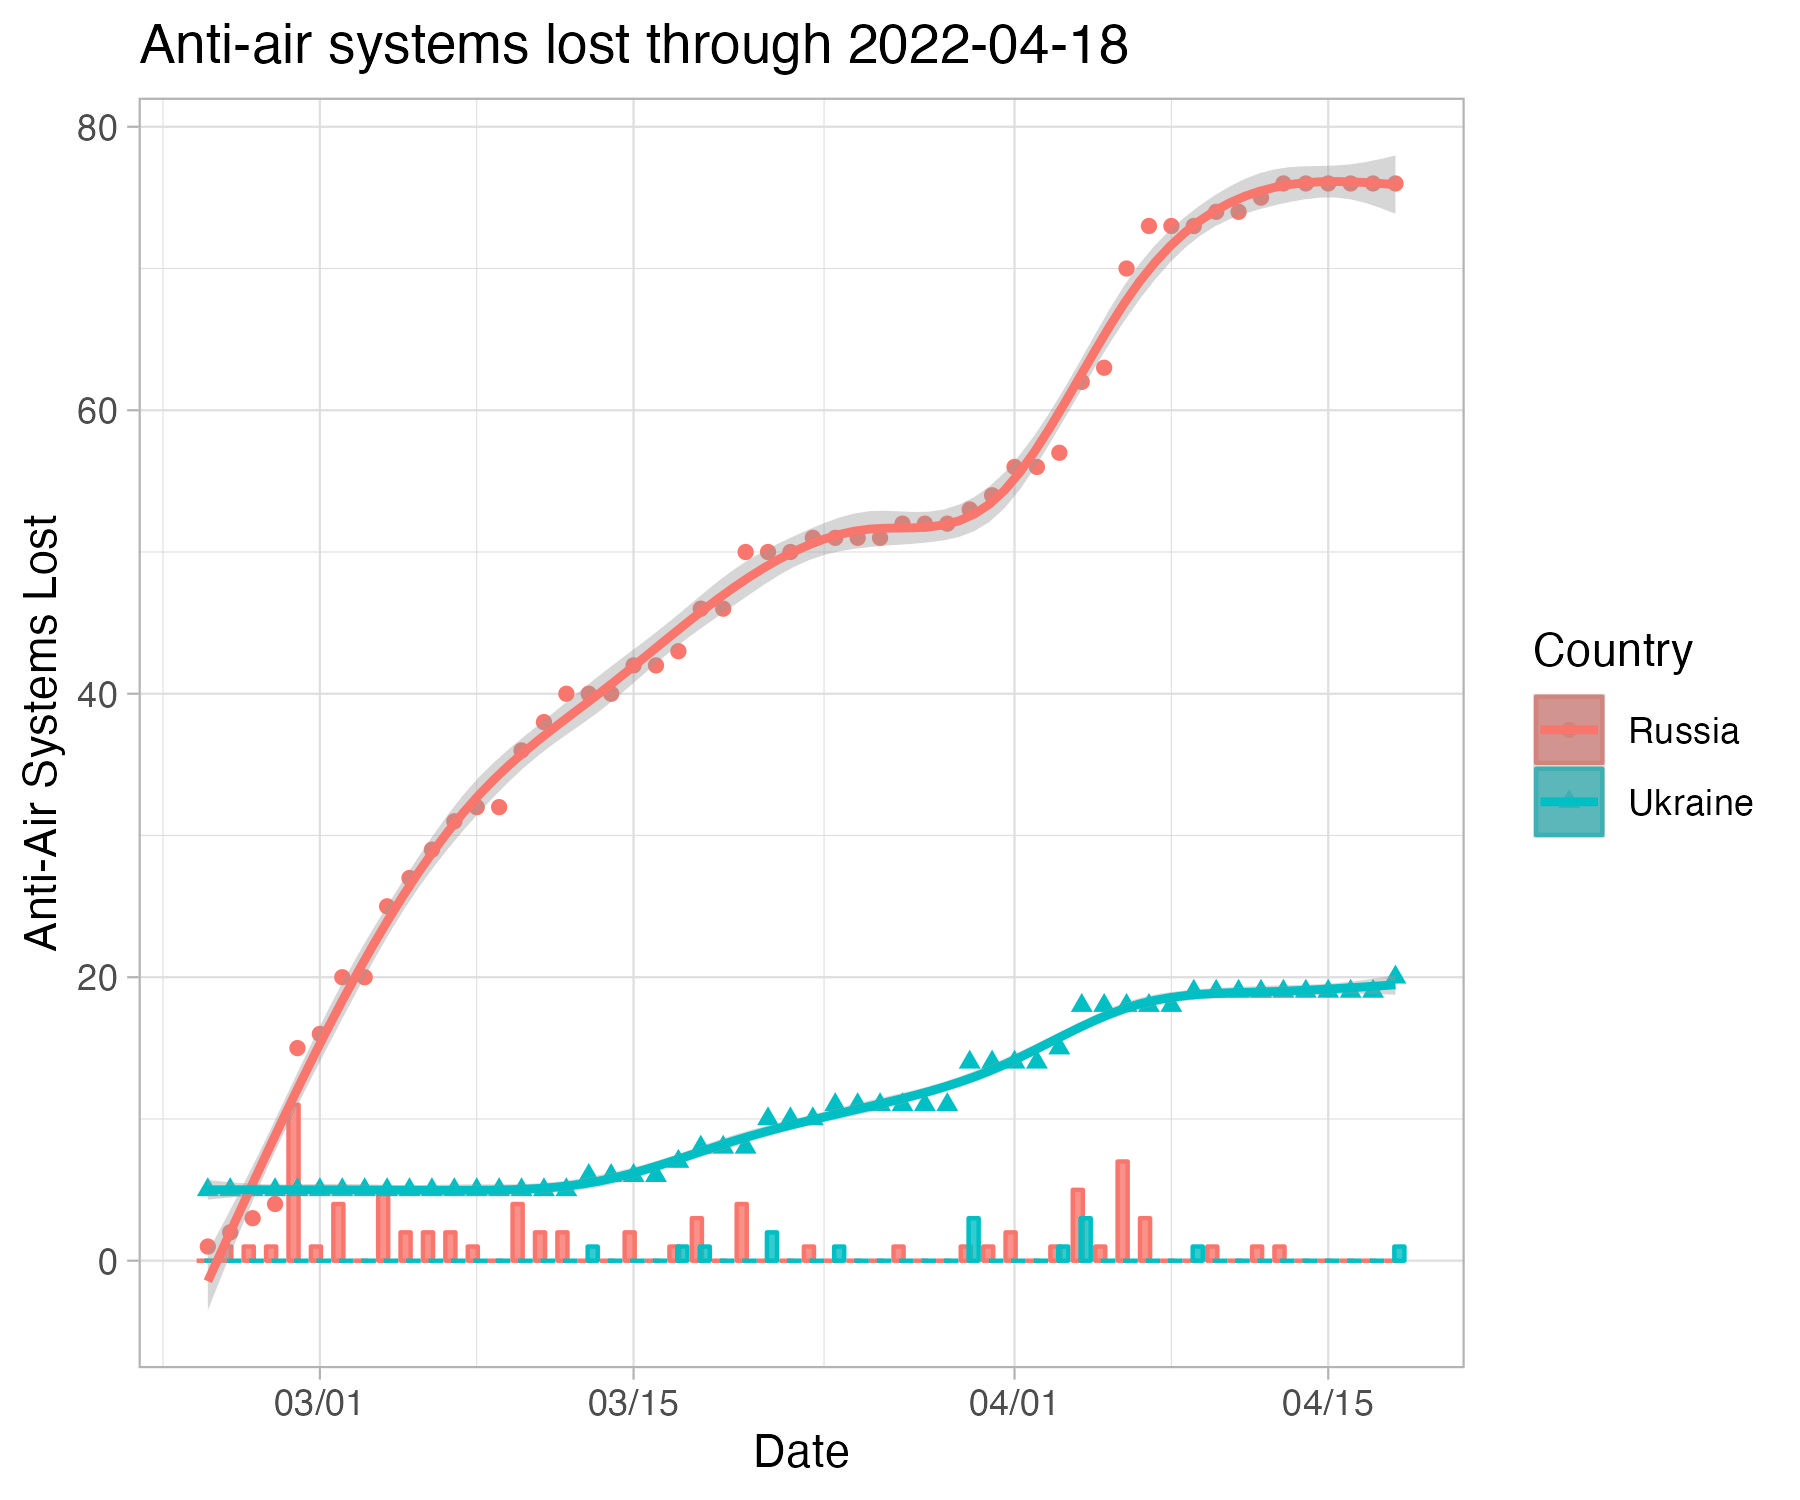 Anti-air systems lost through 2022-04-18
80
60
40
20
0
Anti-Air Systems Lost
03/01
03/15
04/01
04/15
Date
Country
Russia
Ukraine